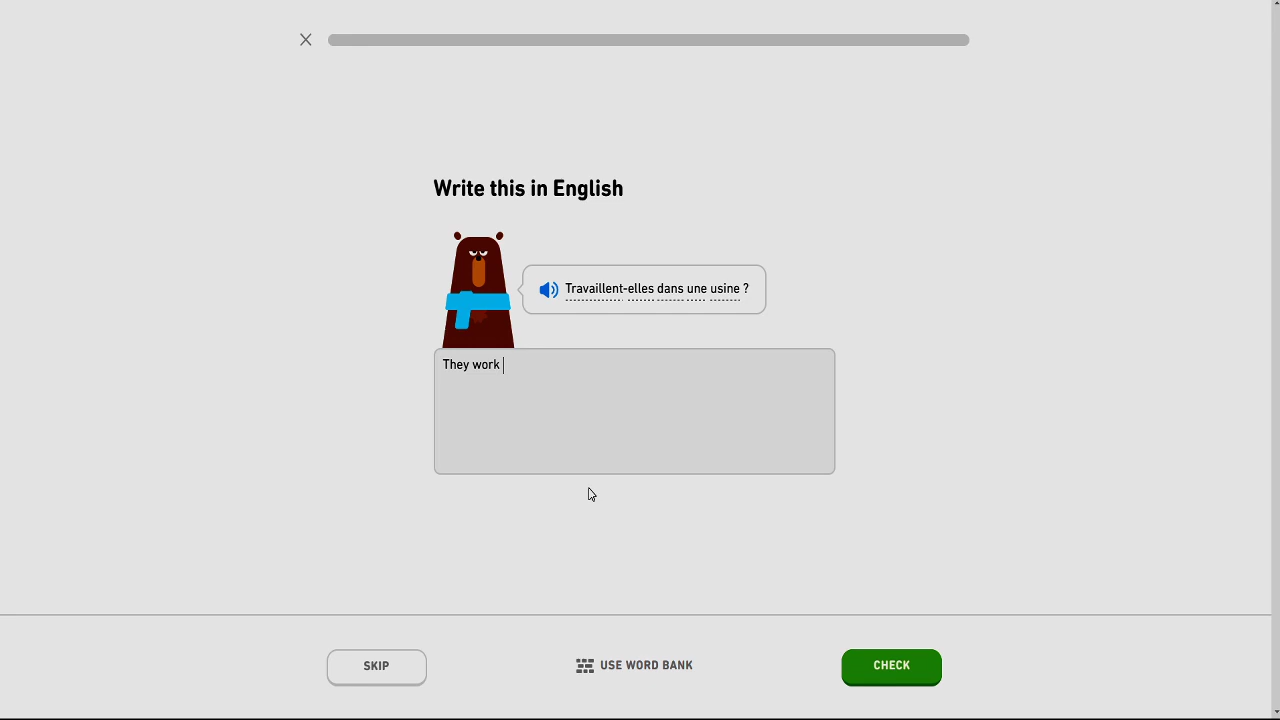 Write this in English
Travaillent-elles dans une usine ?
They work
SKIP
USE WORD BANK
CHECK